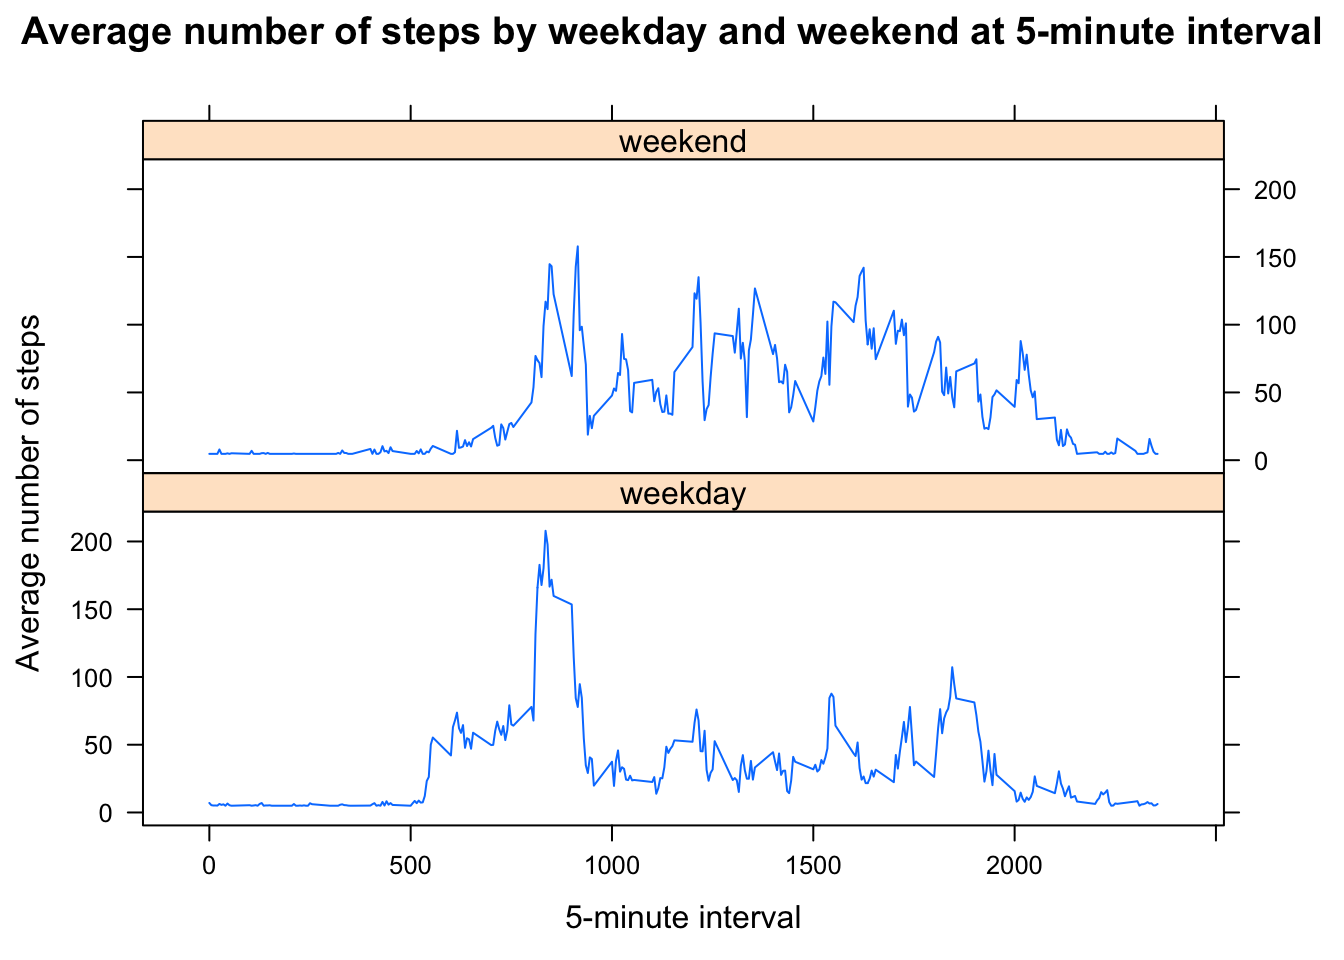 Average number of steps by weekday and weekend at 5-minute interval
weekend
200
150
100
50
0
Average number of steps
weekday
200
150
100
50
0
0 500 1000 1500 2000
5-minute interval